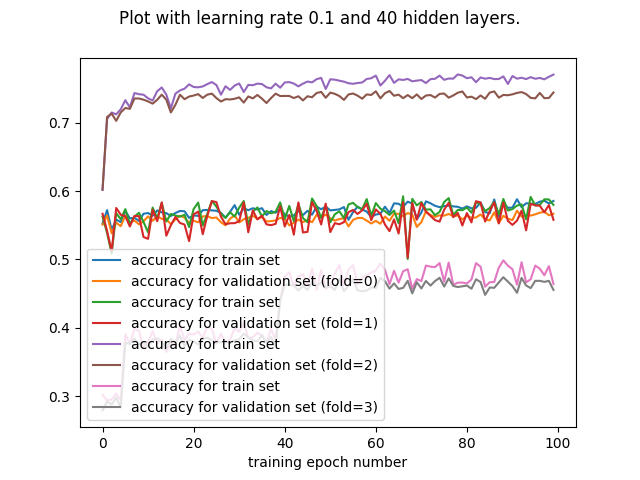 Plot with learning rate 0.1 and 40 hidden layers.
0.7
0.6
0.5
0.4
0.3
accuracy for train set
accuracy for validation set (fold=0)
accuracy for train set
accuracy for validation set (fold=1)
accuracy for train set
accuracy for validation set (fold=2)
accuracy for train set
accuracy for validation set (fold=3)
0 20 40 60 80 100
training epoch number